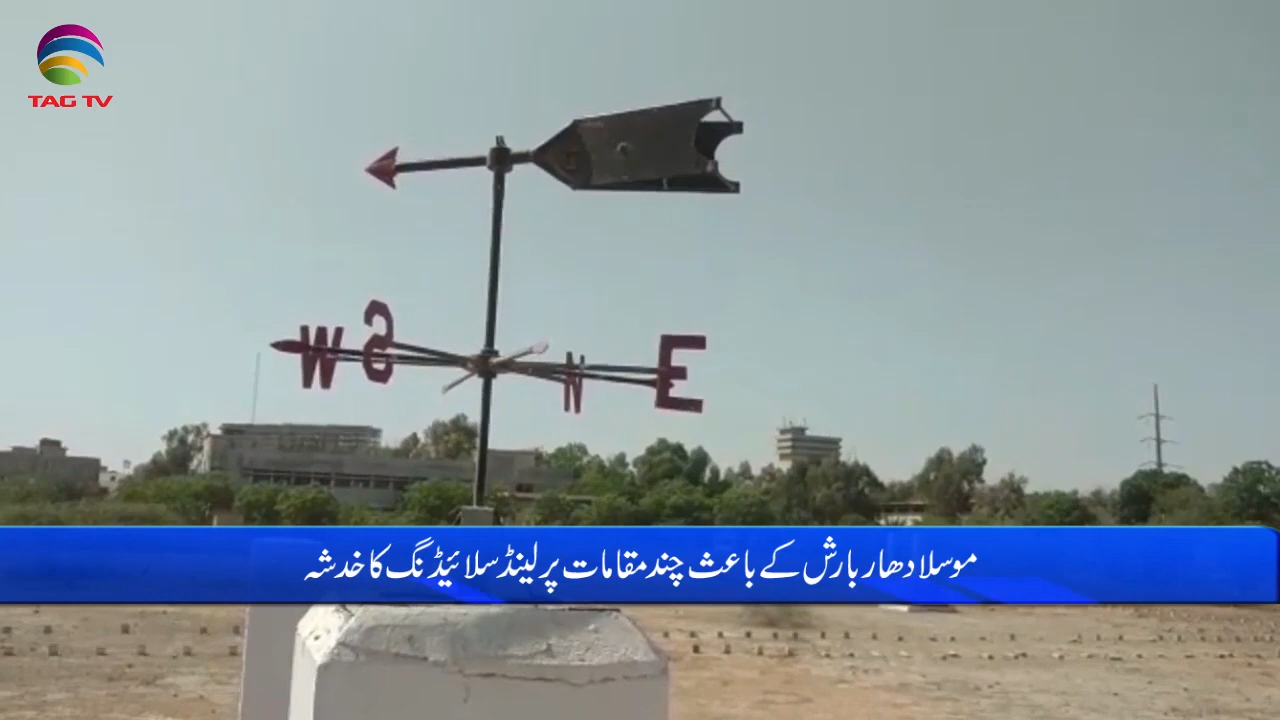 TAG TV
W S N E
موسلا دھار بارش کے باعث چند مقامات پر لینڈ سلائیڈنگ کا خدشہ